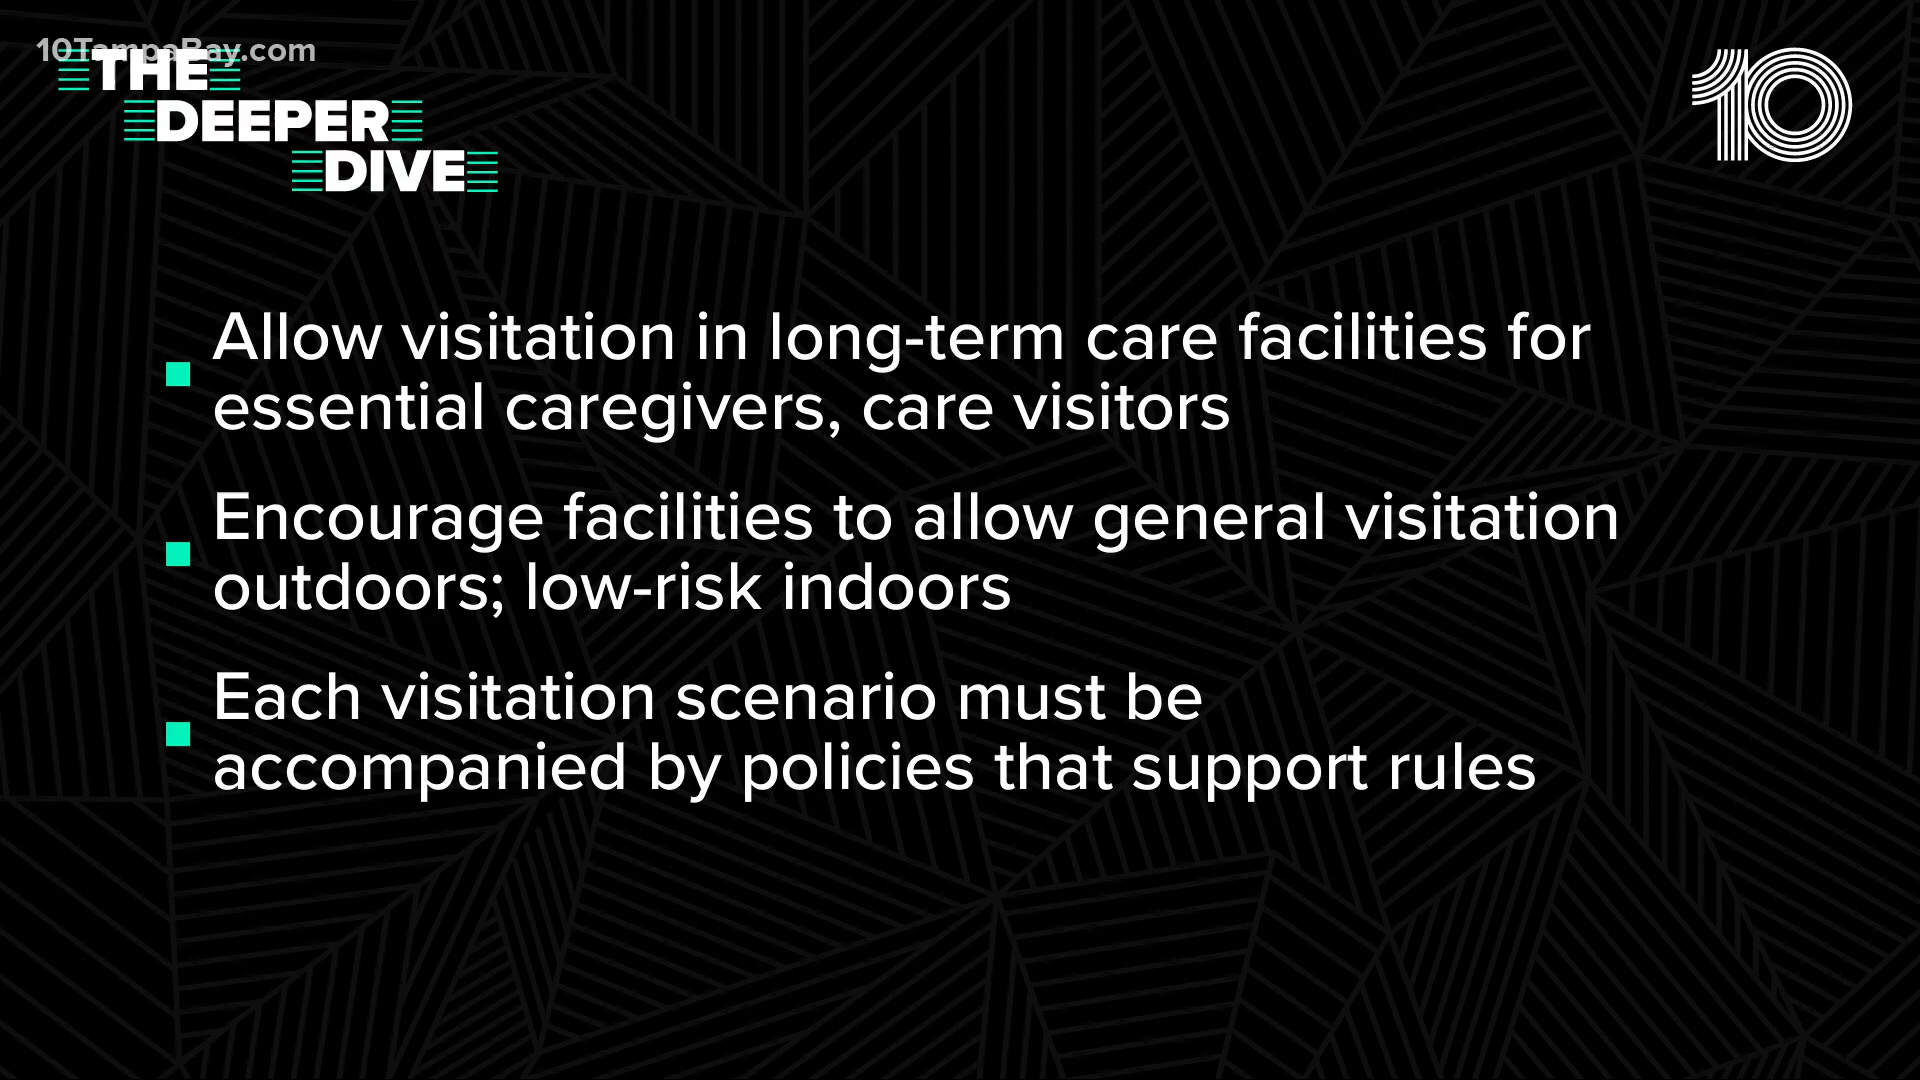 10TampaBay.com
THE
DEEPER
DIVE
10
Allow visitation in long-term care facilities for
essential caregivers, care visitors
Encourage facilities to allow general visitation
outdoors; low-risk indoors
Each visitation scenario must be
accompanied by policies that support rules